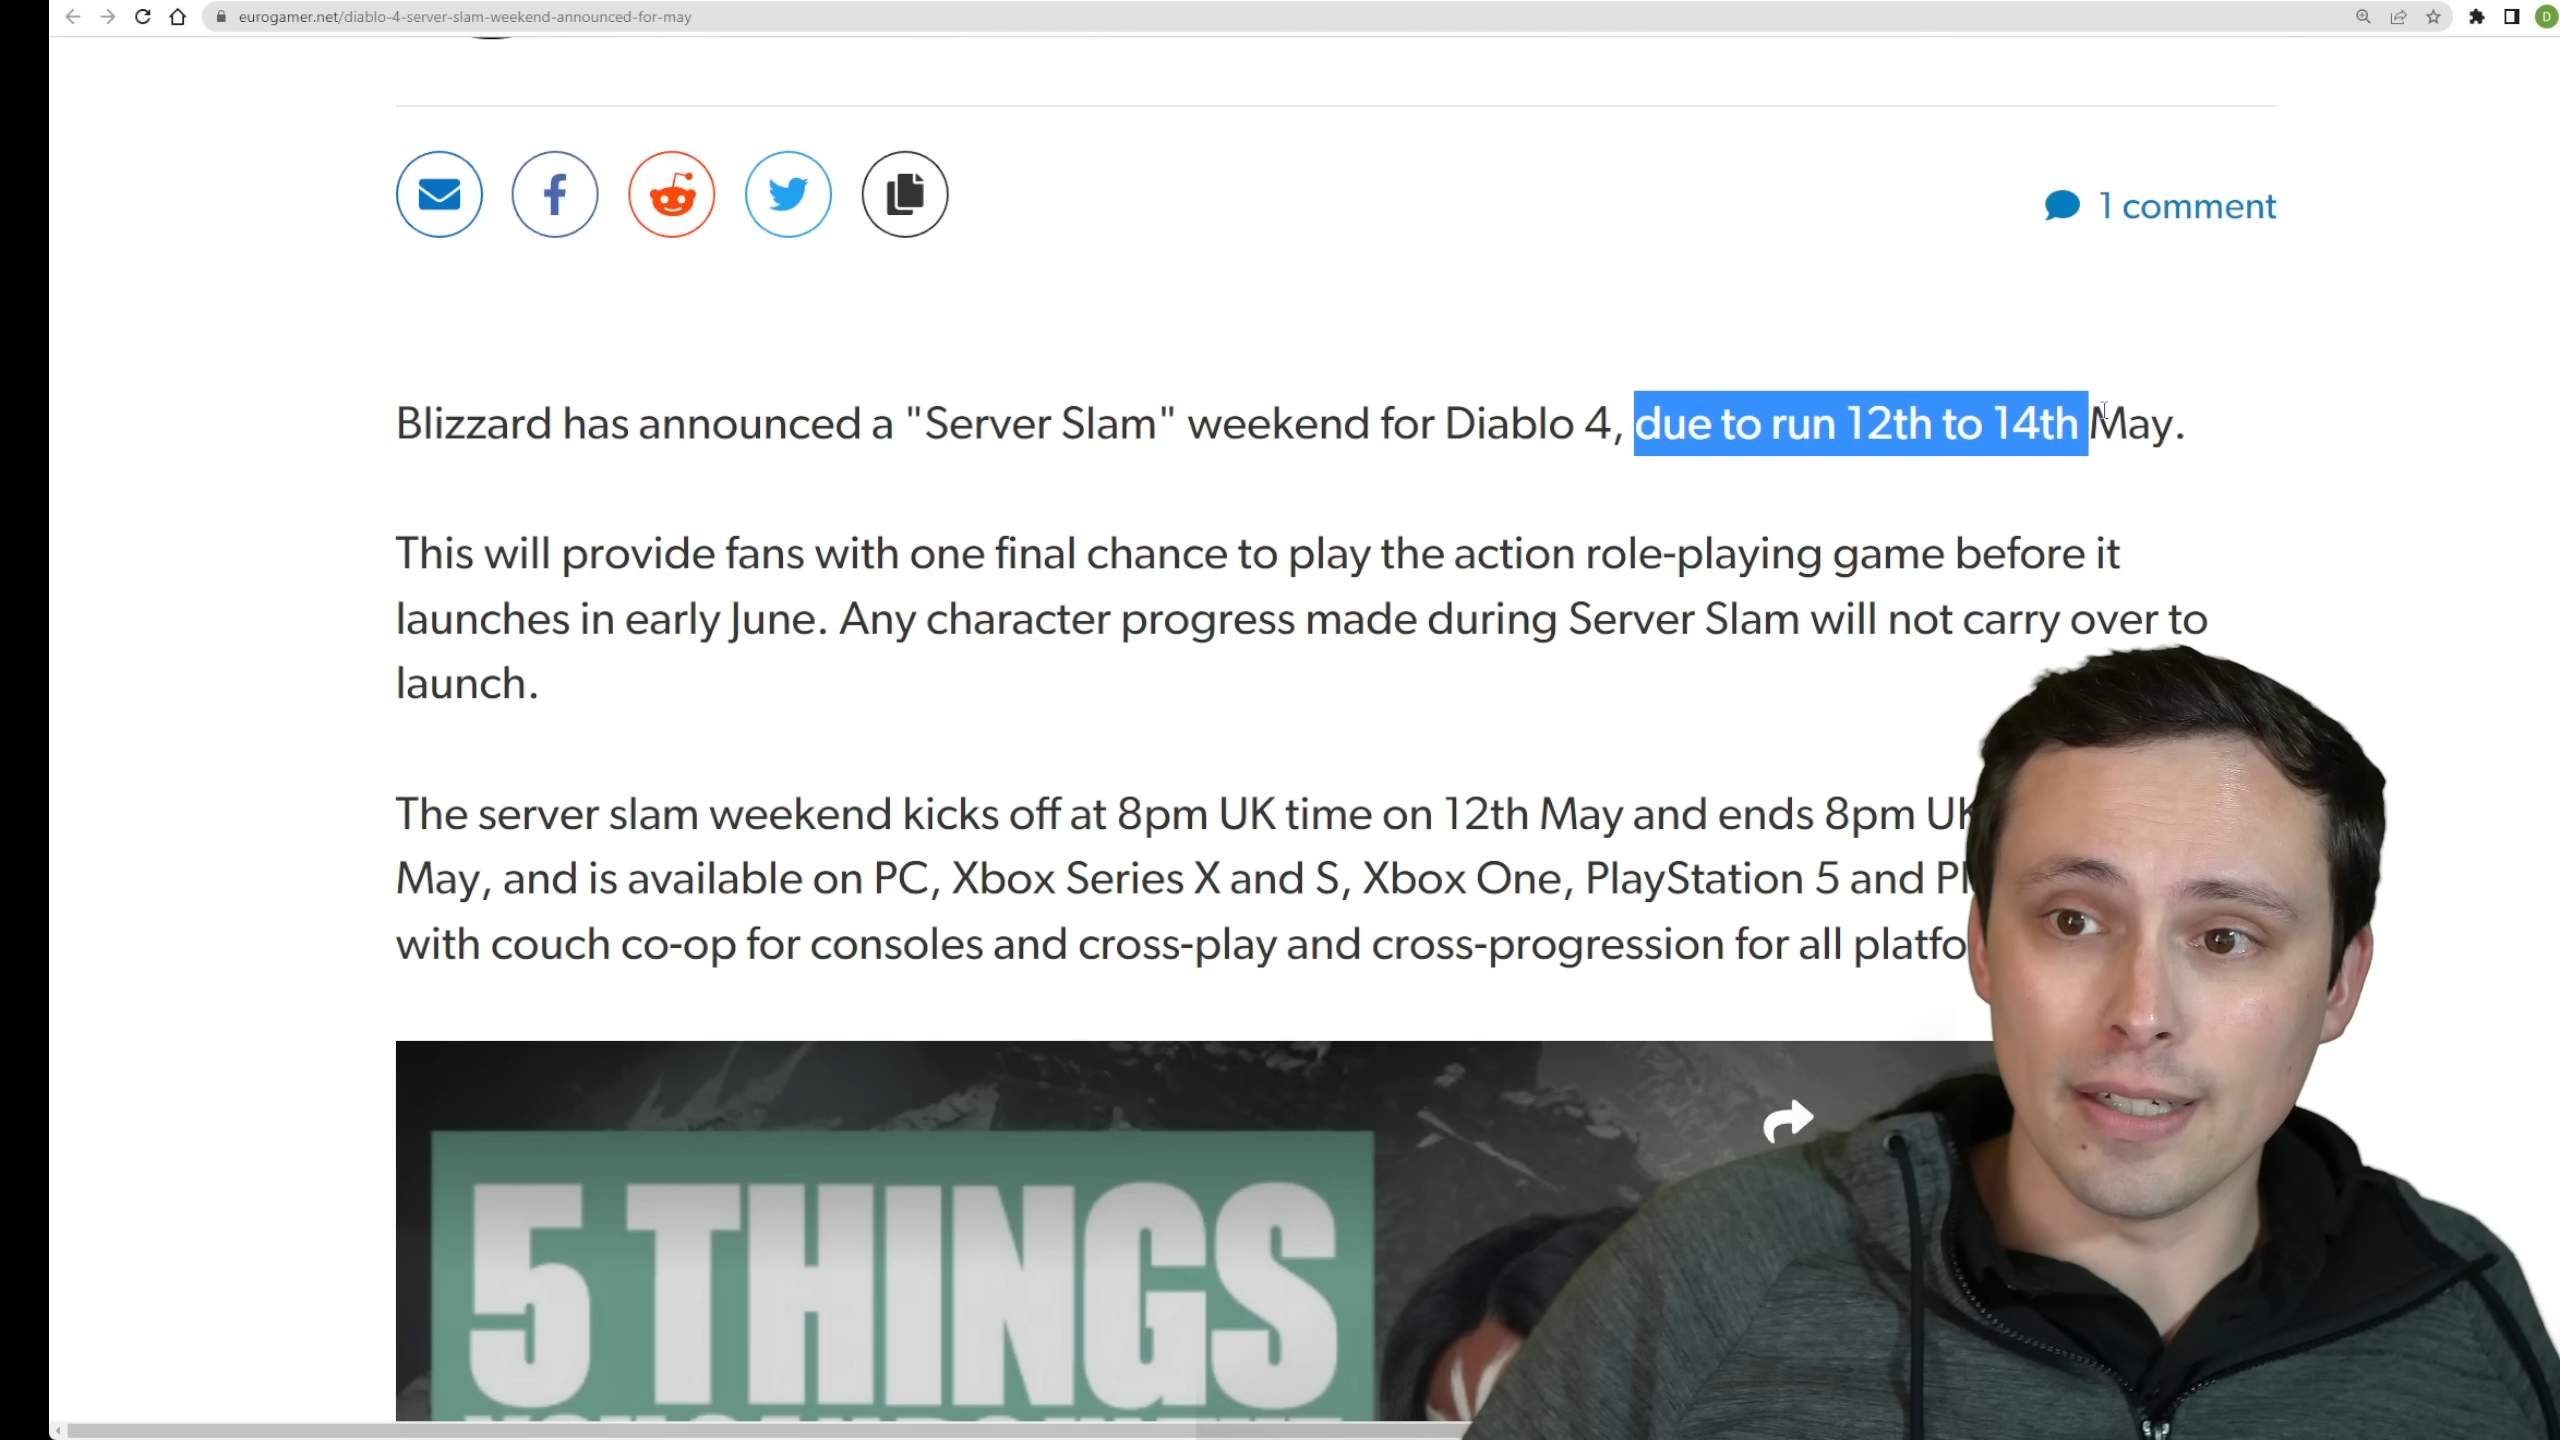 eurogamer.net/diablo-4-server-slam-weekend-announced-for-may
D
1 comment
Blizzard has announced a "Server Slam" weekend for Diablo 4, due to run 12th to 14th May.
This will provide fans with one final chance to play the action role-playing game before it
launches in early June. Any character progress made during Server Slam will not carry over to
launch.
The server slam weekend kicks off at 8pm UK time on 12th May and ends 8pm UK
May, and is available on PC, Xbox Series X and S, Xbox One, PlayStation 5 and Pl
with couch co-op for consoles and cross-play and cross-progression for all platfo
5 THINGS